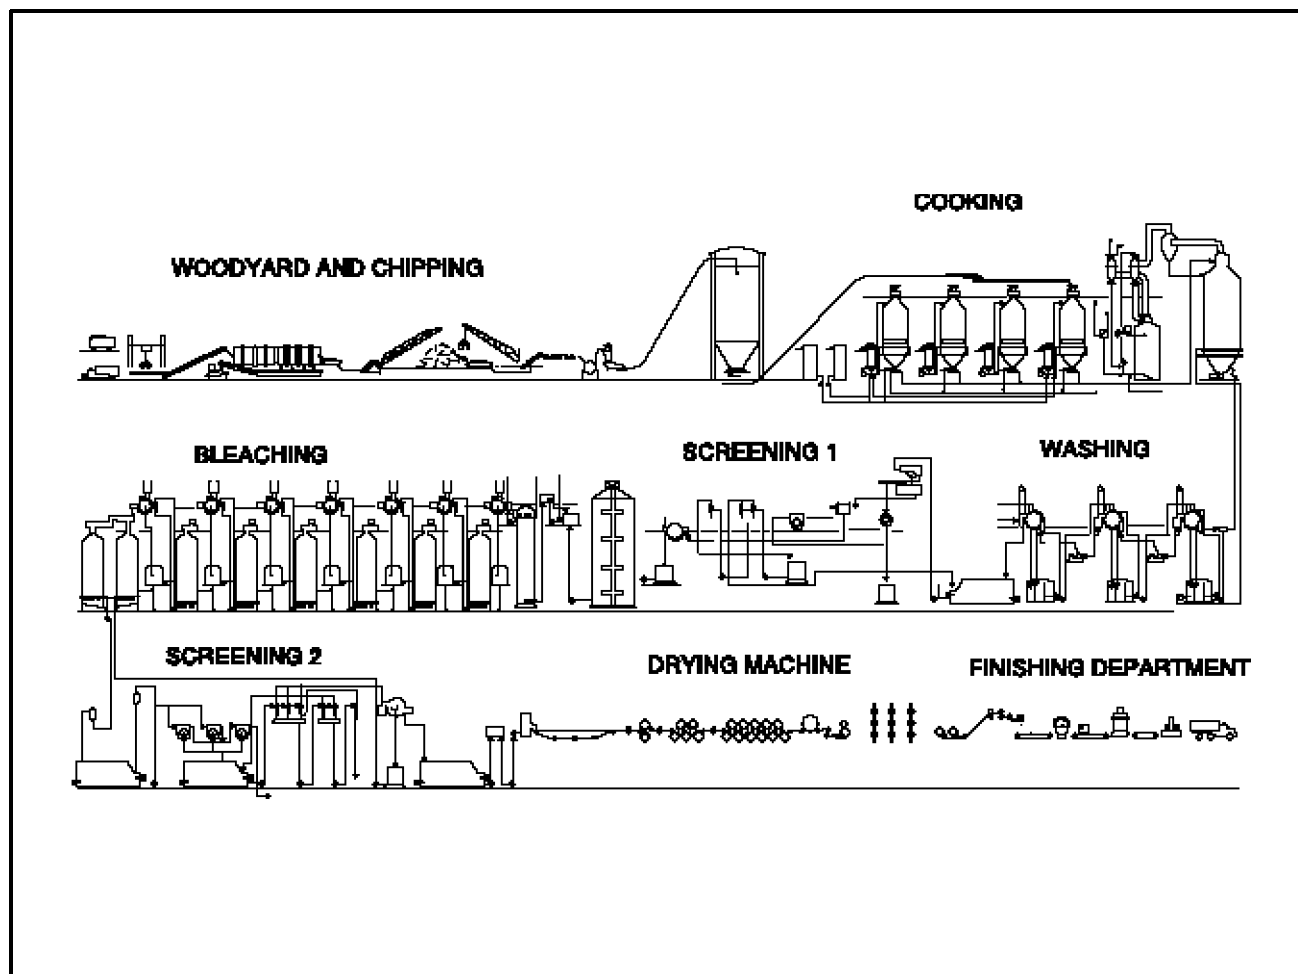 COOKING
WOODYARD AND CHIPPING
BLEACHING
SCREENING 1
WASHING
SCREENING 2
DRYING MACHINE
FINISHING DEPARTMENT